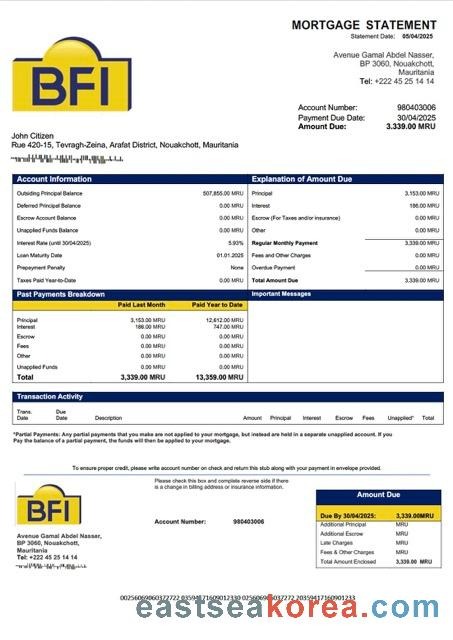 MORTGAGE STATEMENT
Statement Date: 05/04/2025
BFI
Avenue Gamal Abdel Nasser,
BP 3060, Nouakchott,
Mauritania
Tel: +222 45 25 14 14
Account Number: 980403006
Payment Due Date: 30/04/2025
Amount Due: 3.339.00 MRU
John Citizen
Rue 420-15, Tevragh-Zeina, Arafat District, Nouakchott, Mauritania
Account Information
Outsiding Principal Balance 507,855.00 MRU
Deferred Principal Balance 0.00 MRU
Escrow Account Balance 0.00 MRU
Unapplied Funds Balance 0.00 MRU
Interest Rate (until 30/04/2025) 5.93%
Loan Maturity Date 01.01.2025
Prepayment Penalty None
Taxes Paid Year-to-Date 0.00 MRU
Explanation of Amount Due
Principal 3,153.00 MRU
Interest 186.00 MRU
Escrow (For Taxes and/or insurance) 0.00 MRU
Other 0.00 MRU
Regular Monthly Payment 3,339.00 MRU
Fees and Other Charges 0.00 MRU
Overdue Payment 0.00 MRU
Total Amount Due 3,339.00 MRU
Past Payments Breakdown
Paid Last Month Paid Year to Date
Principal 3,153.00 MRU 12,612.00 MRU
Interest 186.00 MRU 747.00 MRU
Escrow 0.00 MRU 0.00 MRU
Fees 0.00 MRU 0.00 MRU
Other 0.00 MRU 0.00 MRU
Unapplied Funds 0.00 MRU 0.00 MRU
Total 3,339.00 MRU 13,359.00 MRU
Important Messages
Transaction Activity
Trans. Date Due Date Description Amount Principal Interest Escrow Fees Unapplied* Total
*Partial Payments: Any partial payments that you make are not applied to your mortgage, but instead are held in a separate unapplied account. If you
Pay the balance of a partial payment, the funds will then be applied to your mortgage.
To ensure proper credit, please write account number on check and return this stub along with your payment in envelope provided.
BFI
Please check this box and complete reverse side if there
is a change in billing address or insurance information.
Account Number: 980403006
Avenue Gamal Abdel Nasser,
BP 3060, Nouakchott,
Mauritania
Tel: +222 45 25 14 14
Amount Due
Due By 30/04/2025: 3,339.00MRU
Additional Principal MRU
Additional Escrow MRU
Late Charges MRU
Fees & Other Charges MRU
Total Amount Enclosed 3,339.00 MRU
eastseakorea.com